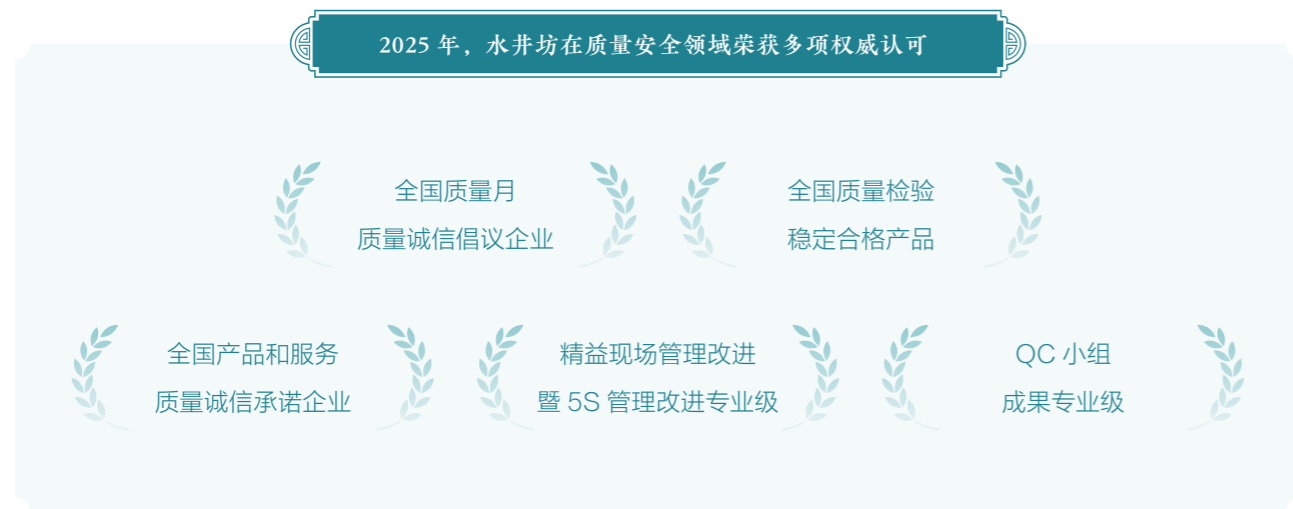 2025 年，水井坊在质量安全领域荣获多项权威认可
全国质量月
质量诚信倡议企业
全国质量检验
稳定合格产品
全国产品和服务
质量诚信承诺企业
精益现场管理改进
暨 5S 管理改进专业级
QC 小组
成果专业级